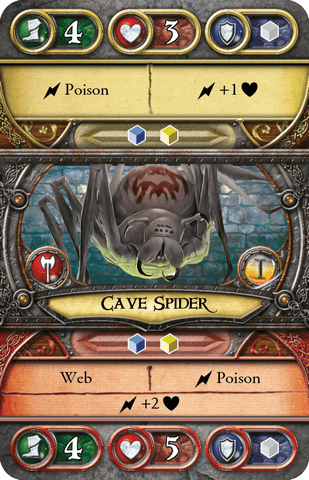 4 3
Poison +1
CAVE SPIDER
I
Web Poison
+2
4 5